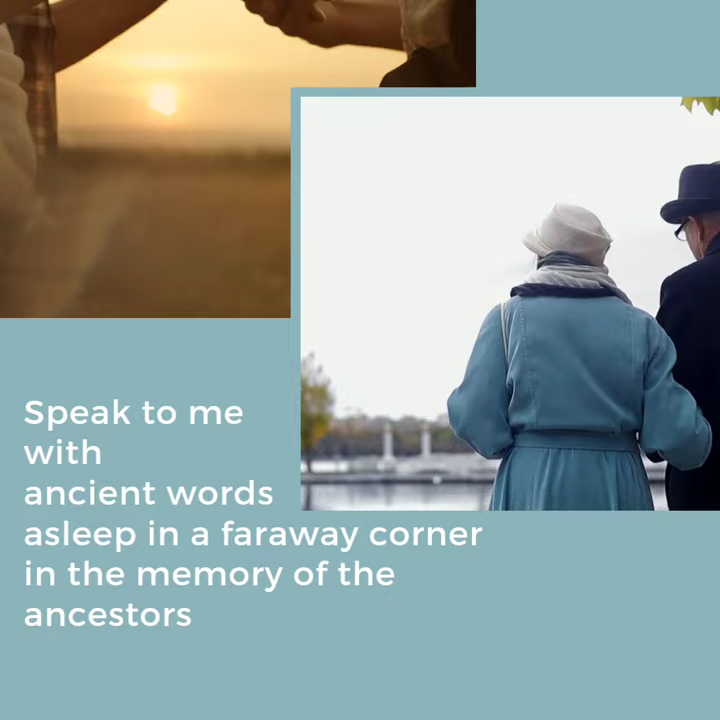 Speak to me
with
ancient words
asleep in a faraway corner
in the memory of the
ancestors